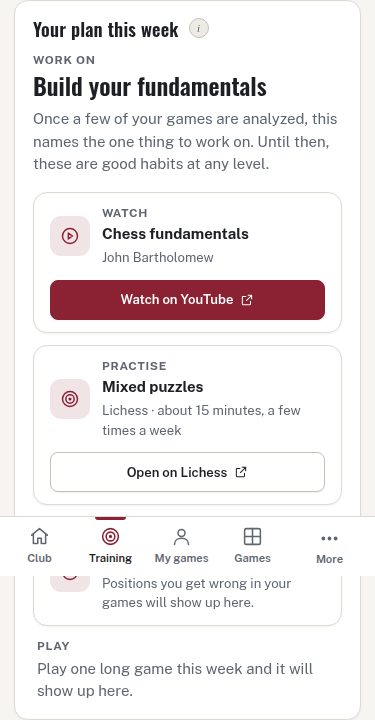 Your plan this week i
WORK ON
Build your fundamentals
Once a few of your games are analyzed, this
names the one thing to work on. Until then,
these are good habits at any level.
WATCH
Chess fundamentals
John Bartholomew
Watch on YouTube
PRACTISE
Mixed puzzles
Lichess · about 15 minutes, a few
times a week
Open on Lichess
Club Training My games Games More
Positions you get wrong in your
games will show up here.
PLAY
Play one long game this week and it will
show up here.